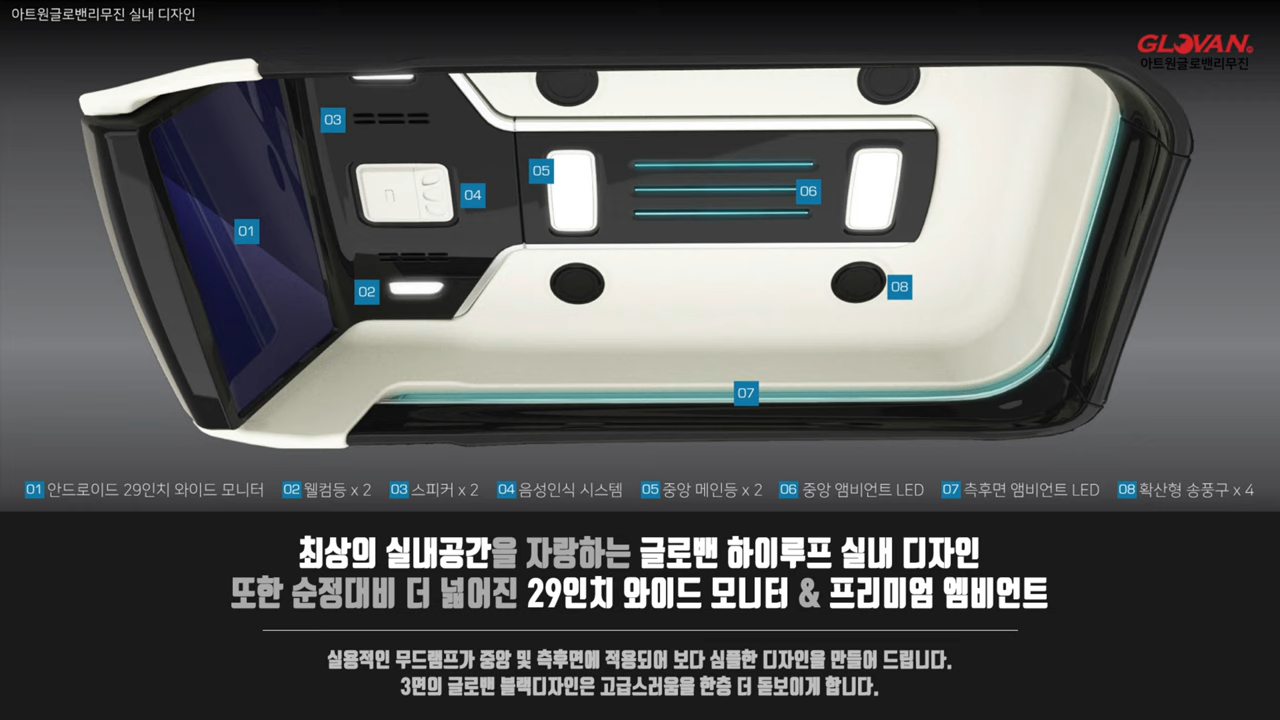 아트원글로밴리무진 실내 디자인
GLOVAN
아트원글로밴리무진
03
05
04
06
01
02
08
07
01 안드로이드 29인치 와이드 모니터 02 웰컴등 x 2 03 스피커 x 2 04 음성인식 시스템 05 중앙 메인등 x 2 06 중앙 앰비언트 LED 07 측후면 앰비언트 LED 08 확산형 송풍구 x 4
최상의 실내공간을 자랑하는 글로밴 하이루프 실내 디자인
또한 순정대비 더 넓어진 29인치 와이드 모니터 & 프리미엄 엠비언트
실용적인 무드램프가 중앙 및 측후면에 적용되어 보다 심플한 디자인을 만들어 드립니다.
3면의 글로밴 블랙디자인은 고급스러움을 한층 더 돋보이게 합니다.